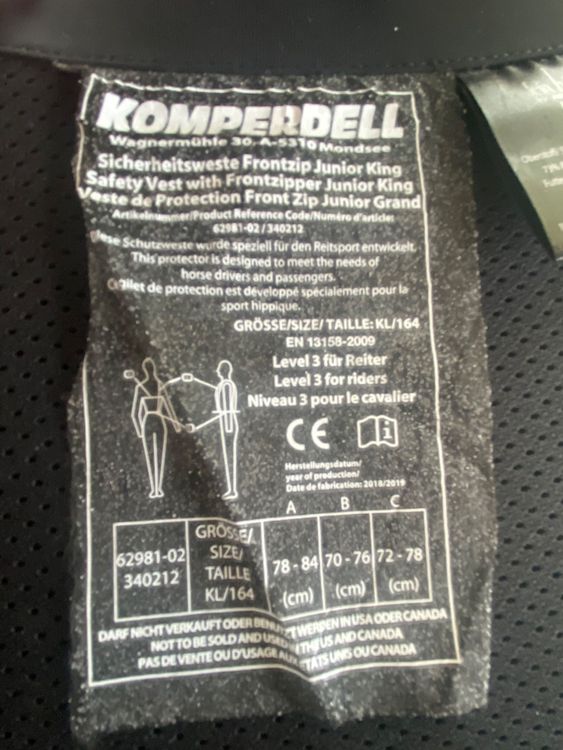 KOMPERDELL
Wagnermühle 30, A-5310 Mondsee
Sicherheitsweste Frontzip Junior King
Safety Vest with Frontzipper Junior King
Veste de Protection Front Zip Junior Grand
Artikelnummer/Product Reference Code/Numéro d'article:
62981-02 / 340212
Diese Schutzweste wurde speziell für den Reitsport entwickelt.
This protector is designed to meet the needs of
horse drivers and passengers.
Ce gilet de protection est développé spécialement pour la
sport hippique.
GRÖSSE/SIZE/ TAILLE: KL/164
EN 13158-2009
Level 3 für Reiter
Level 3 for riders
Niveau 3 pour le cavalier
CE
i
Herstellungsdatum/
year of production/
Date de fabrication: 2018/2019
A B C
62981-02
340212
GRÖSSE/
SIZE/
TAILLE
KL/164
78 - 84
(cm)
70 - 76
(cm)
72 - 78
(cm)
DARF NICHT VERKAUFT ODER BENUTZT WERDEN IN USA ODER CANADA
NOT TO BE SOLD AND USED IN THE US AND CANADA
PAS DE VENTE OU D'USAGE ETATS UNIS OU CANADA
Oberstoff: